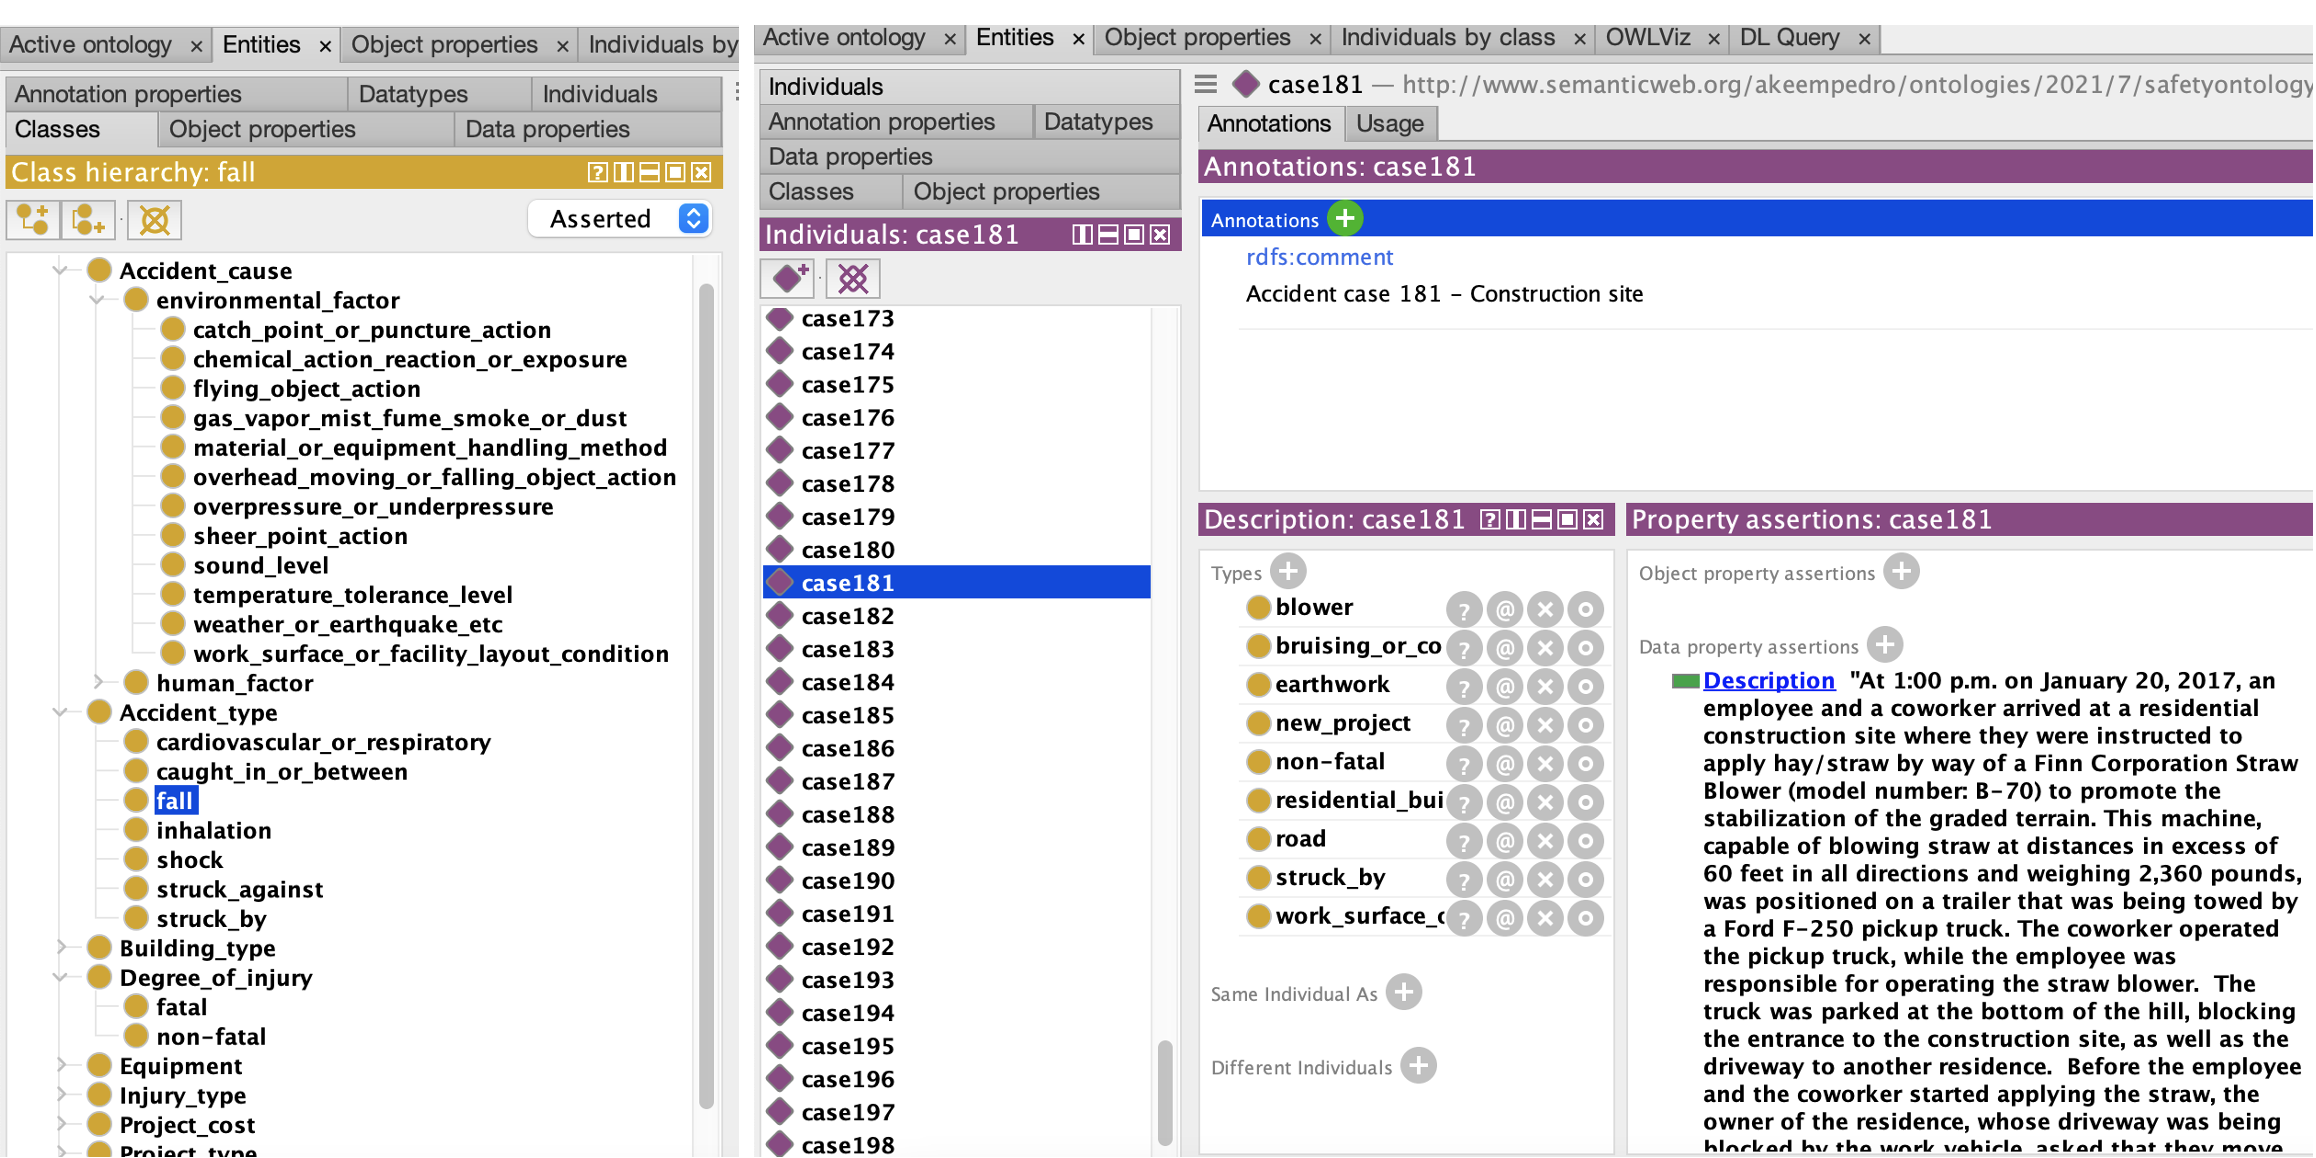 Active ontology × Entities × Object properties × Individuals by
Annotation properties Datatypes Individuals
Classes Object properties Data properties
Class hierarchy: fall
Asserted
Accident_cause
environmental_factor
catch_point_or_puncture_action
chemical_action_reaction_or_exposure
flying_object_action
gas_vapor_mist_fume_smoke_or_dust
material_or_equipment_handling_method
overhead_moving_or_falling_object_action
overpressure_or_underpressure
sheer_point_action
sound_level
temperature_tolerance_level
weather_or_earthquake_etc
work_surface_or_facility_layout_condition
human_factor
Accident_type
cardiovascular_or_respiratory
caught_in_or_between
fall
inhalation
shock
struck_against
struck_by
Building_type
Degree_of_injury
fatal
non-fatal
Equipment
Injury_type
Project_cost
Project_type
Active ontology × Entities × Object properties × Individuals by class × OWLViz × DL Query ×
Individuals
Annotation properties Datatypes
Data properties
Classes Object properties
Individuals: case181
case173
case174
case175
case176
case177
case178
case179
case180
case181
case182
case183
case184
case185
case186
case187
case188
case189
case190
case191
case192
case193
case194
case195
case196
case197
case198
case181 — http://www.semanticweb.org/akeempedro/ontologies/2021/7/safetyontology
Annotations Usage
Annotations: case181
Annotations
rdfs:comment
Accident case 181 – Construction site
Description: case181
Types
blower
bruising_or_co
earthwork
new_project
non-fatal
residential_bui
road
struck_by
work_surface_c
Same Individual As
Different Individuals
Property assertions: case181
Object property assertions
Data property assertions
Description "At 1:00 p.m. on January 20, 2017, an
employee and a coworker arrived at a residential
construction site where they were instructed to
apply hay/straw by way of a Finn Corporation Straw
Blower (model number: B-70) to promote the
stabilization of the graded terrain. This machine,
capable of blowing straw at distances in excess of
60 feet in all directions and weighing 2,360 pounds,
was positioned on a trailer that was being towed by
a Ford F-250 pickup truck. The coworker operated
the pickup truck, while the employee was
responsible for operating the straw blower. The
truck was parked at the bottom of the hill, blocking
the entrance to the construction site, as well as the
driveway to another residence. Before the employee
and the coworker started applying the straw, the
owner of the residence, whose driveway was being
blocked by the work vehicle, asked that they move